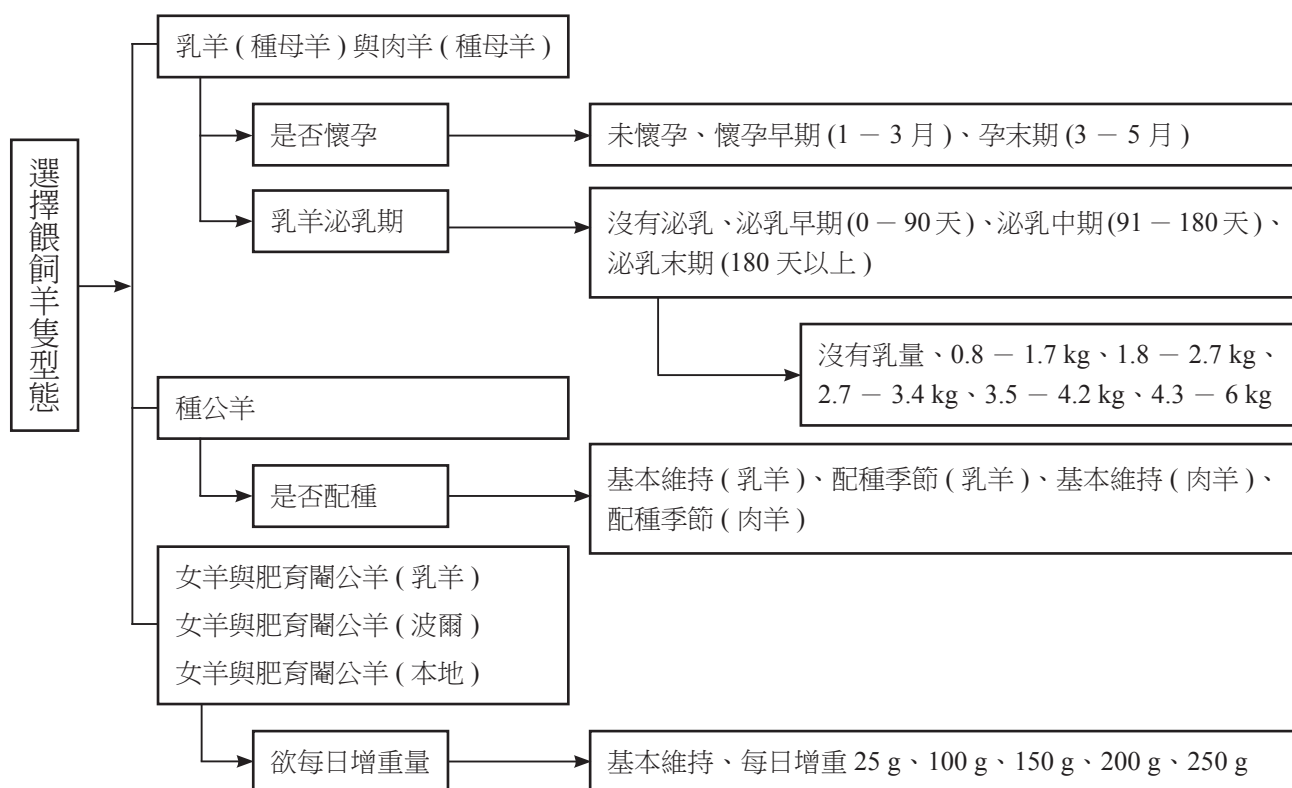 選擇餵飼羊隻型態
乳羊 ( 種母羊 ) 與肉羊 ( 種母羊 )
是否懷孕
未懷孕、懷孕早期 (1 － 3 月 )、孕末期 (3 － 5 月 )
乳羊泌乳期
沒有泌乳、泌乳早期 (0 － 90 天 )、泌乳中期 (91 － 180 天 )、
泌乳末期 (180 天以上 )
沒有乳量、0.8 － 1.7 kg、1.8 － 2.7 kg、
2.7 － 3.4 kg、3.5 － 4.2 kg、4.3 － 6 kg
種公羊
是否配種
基本維持 ( 乳羊 )、配種季節 ( 乳羊 )、基本維持 ( 肉羊 )、
配種季節 ( 肉羊 )
女羊與肥育閹公羊 ( 乳羊 )
女羊與肥育閹公羊 ( 波爾 )
女羊與肥育閹公羊 ( 本地 )
欲每日增重量
基本維持、每日增重 25 g、100 g、150 g、200 g、250 g